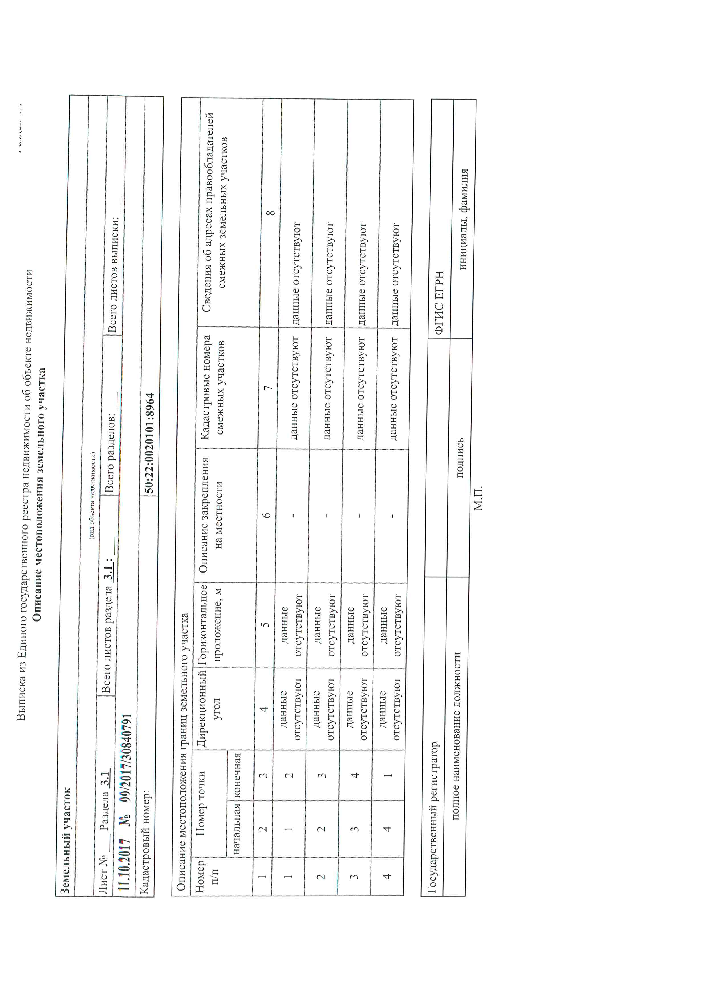 Выписка из Единого государственного реестра недвижимости об объекте недвижимости
Описание местоположения земельного участка
Земельный участок
(вид объекта недвижимости)
Лист № ___ Раздела 3.1 Всего листов раздела 3.1 : ___ Всего разделов: ___ Всего листов выписки: ___
11.10.2017 № 99/2017/30840791
Кадастровый номер: 50:22:0020101:8964
Описание местоположения границ земельного участка
Номер п/п Номер точки Дирекционный угол Горизонтальное проложение, м Описание закрепления на местности Кадастровые номера смежных участков Сведения об адресах правообладателей смежных земельных участков
начальная конечная
1 2 3 4 5 6 7 8
1 1 2 данные отсутствуют данные отсутствуют - данные отсутствуют данные отсутствуют
2 2 3 данные отсутствуют данные отсутствуют - данные отсутствуют данные отсутствуют
3 3 4 данные отсутствуют данные отсутствуют - данные отсутствуют данные отсутствуют
4 4 1 данные отсутствуют данные отсутствуют - данные отсутствуют данные отсутствуют
Государственный регистратор ФГИС ЕГРН
полное наименование должности подпись инициалы, фамилия
М.П.